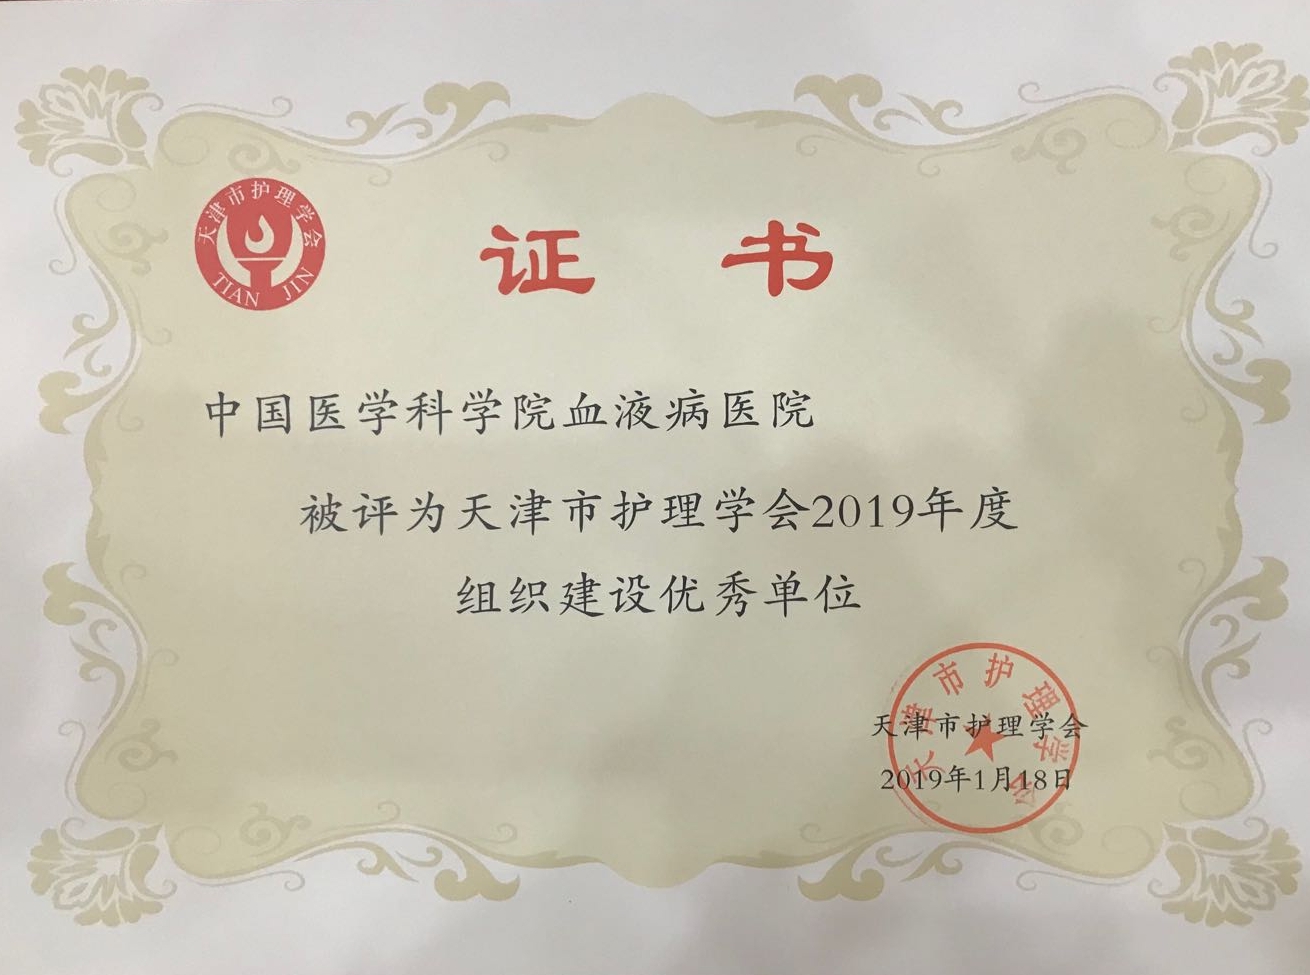 天津市护理学会
TIAN JIN
证书
中国医学科学院血液病医院
被评为天津市护理学会2019年度
组织建设优秀单位
天津市护理学会
天津市护理学会
2019年1月18日